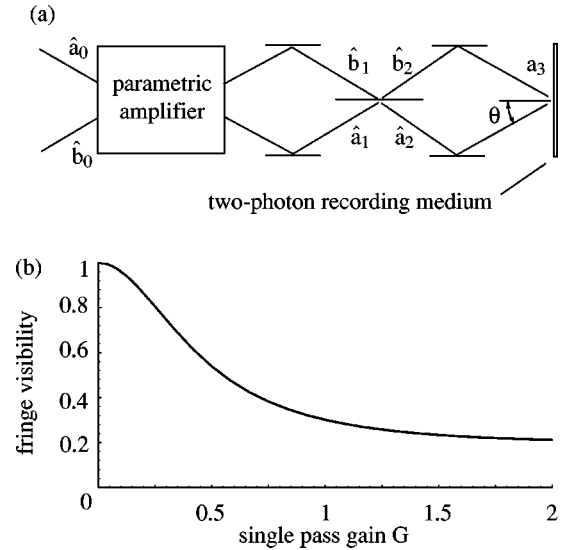 (a)
â₀
b̂₀
parametric
amplifier
b̂₁
b̂₂
â₁
â₂
a₃
θ
two-photon recording medium
(b)
fringe visibility
1
0.8
0.6
0.4
0.2
0
0.5
1
1.5
2
single pass gain G